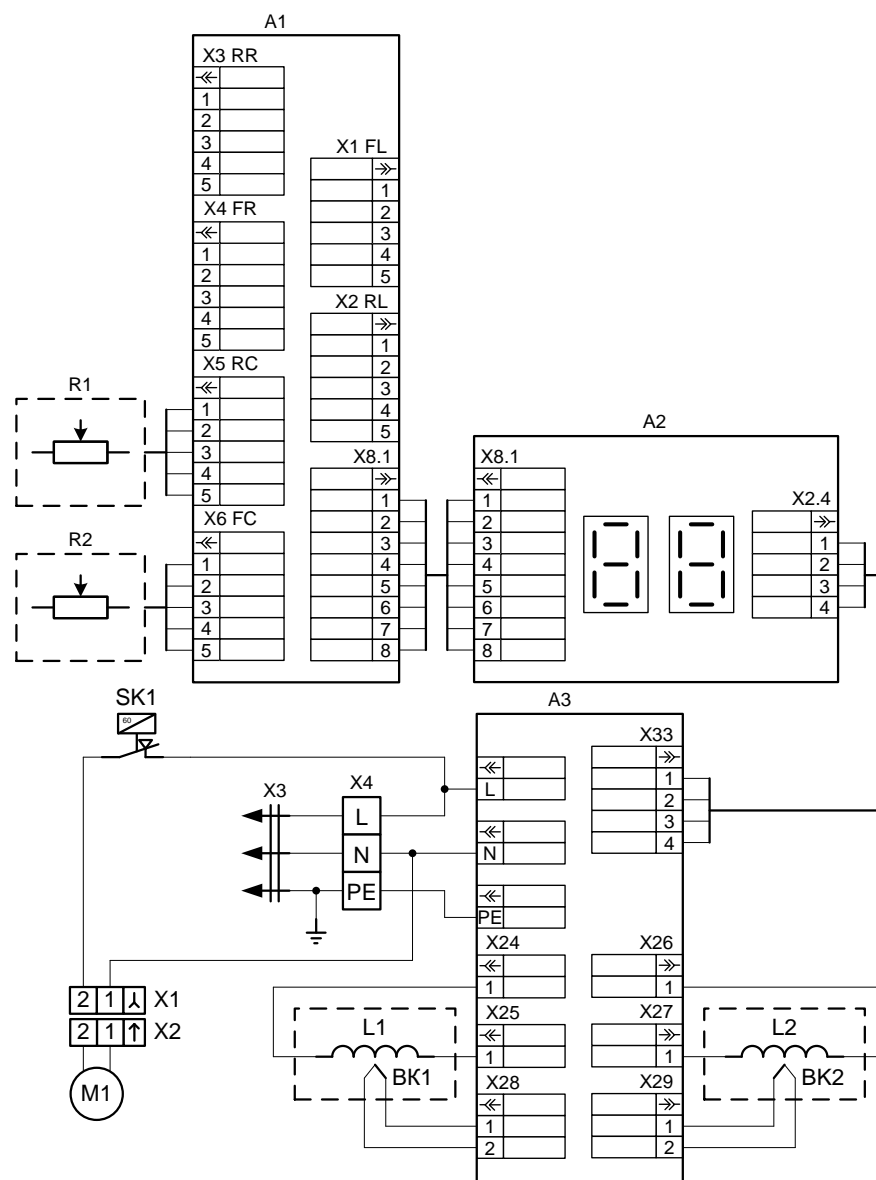 A1
X3 RR
1
2
3
4
5
X1 FL
1
2
3
4
5
X4 FR
1
2
3
4
5
X2 RL
1
2
3
4
5
X5 RC
1
2
3
4
5
R1
X8.1
1
2
3
4
5
6
7
8
X6 FC
1
2
3
4
5
R2
A2
X8.1
1
2
3
4
5
6
7
8
X2.4
1
2
3
4
SK1
60
X3
X4
L
N
PE
A3
L
N
PE
X33
1
2
3
4
X24
1
X26
1
X25
1
X27
1
X28
1
2
X29
1
2
L1
BK1
L2
BK2
2 1 X1
2 1 X2
M1